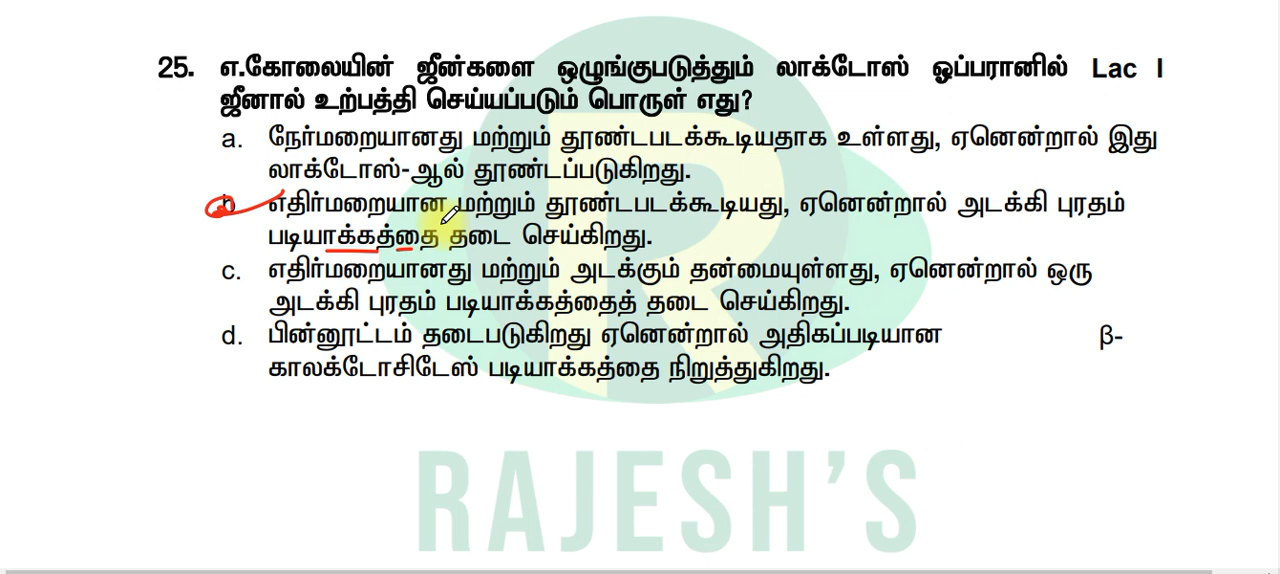 25. எ.கோலையின் ஜீன்களை ஒழுங்குபடுத்தும் லாக்டோஸ் ஓப்பரானில் Lac I
ஜீனால் உற்பத்தி செய்யப்படும் பொருள் எது?
a. நேர்மறையானது மற்றும் தூண்டபடக்கூடியதாக உள்ளது, ஏனென்றால் இது
லாக்டோஸ்-ஆல் தூண்டப்படுகிறது.
b. எதிர்மறையான மற்றும் தூண்டபடக்கூடியது, ஏனென்றால் அடக்கி புரதம்
படியாக்கத்தை தடை செய்கிறது.
c. எதிர்மறையானது மற்றும் அடக்கும் தன்மையுள்ளது, ஏனென்றால் ஒரு
அடக்கி புரதம் படியாக்கத்தைத் தடை செய்கிறது.
d. பின்னூட்டம் தடைபடுகிறது ஏனென்றால் அதிகப்படியான β-
காலக்டோசிடேஸ் படியாக்கத்தை நிறுத்துகிறது.
RAJESH'S